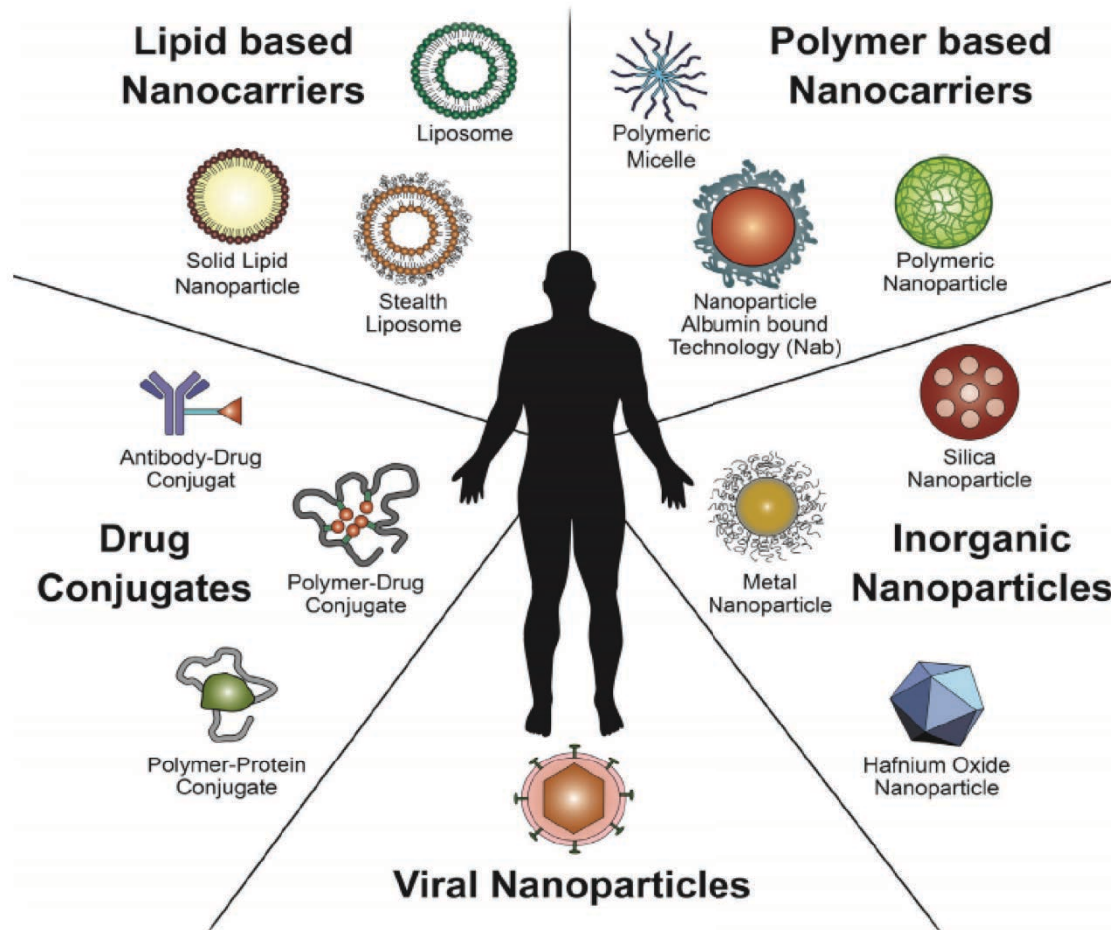 Lipid based
Nanocarriers
Liposome
Solid Lipid
Nanoparticle
Stealth
Liposome
Polymer based
Nanocarriers
Polymeric
Micelle
Nanoparticle
Albumin bound
Technology (Nab)
Polymeric
Nanoparticle
Antibody-Drug
Conjugat
Drug
Conjugates
Polymer-Drug
Conjugate
Polymer-Protein
Conjugate
Silica
Nanoparticle
Metal
Nanoparticle
Inorganic
Nanoparticles
Hafnium Oxide
Nanoparticle
Viral Nanoparticles